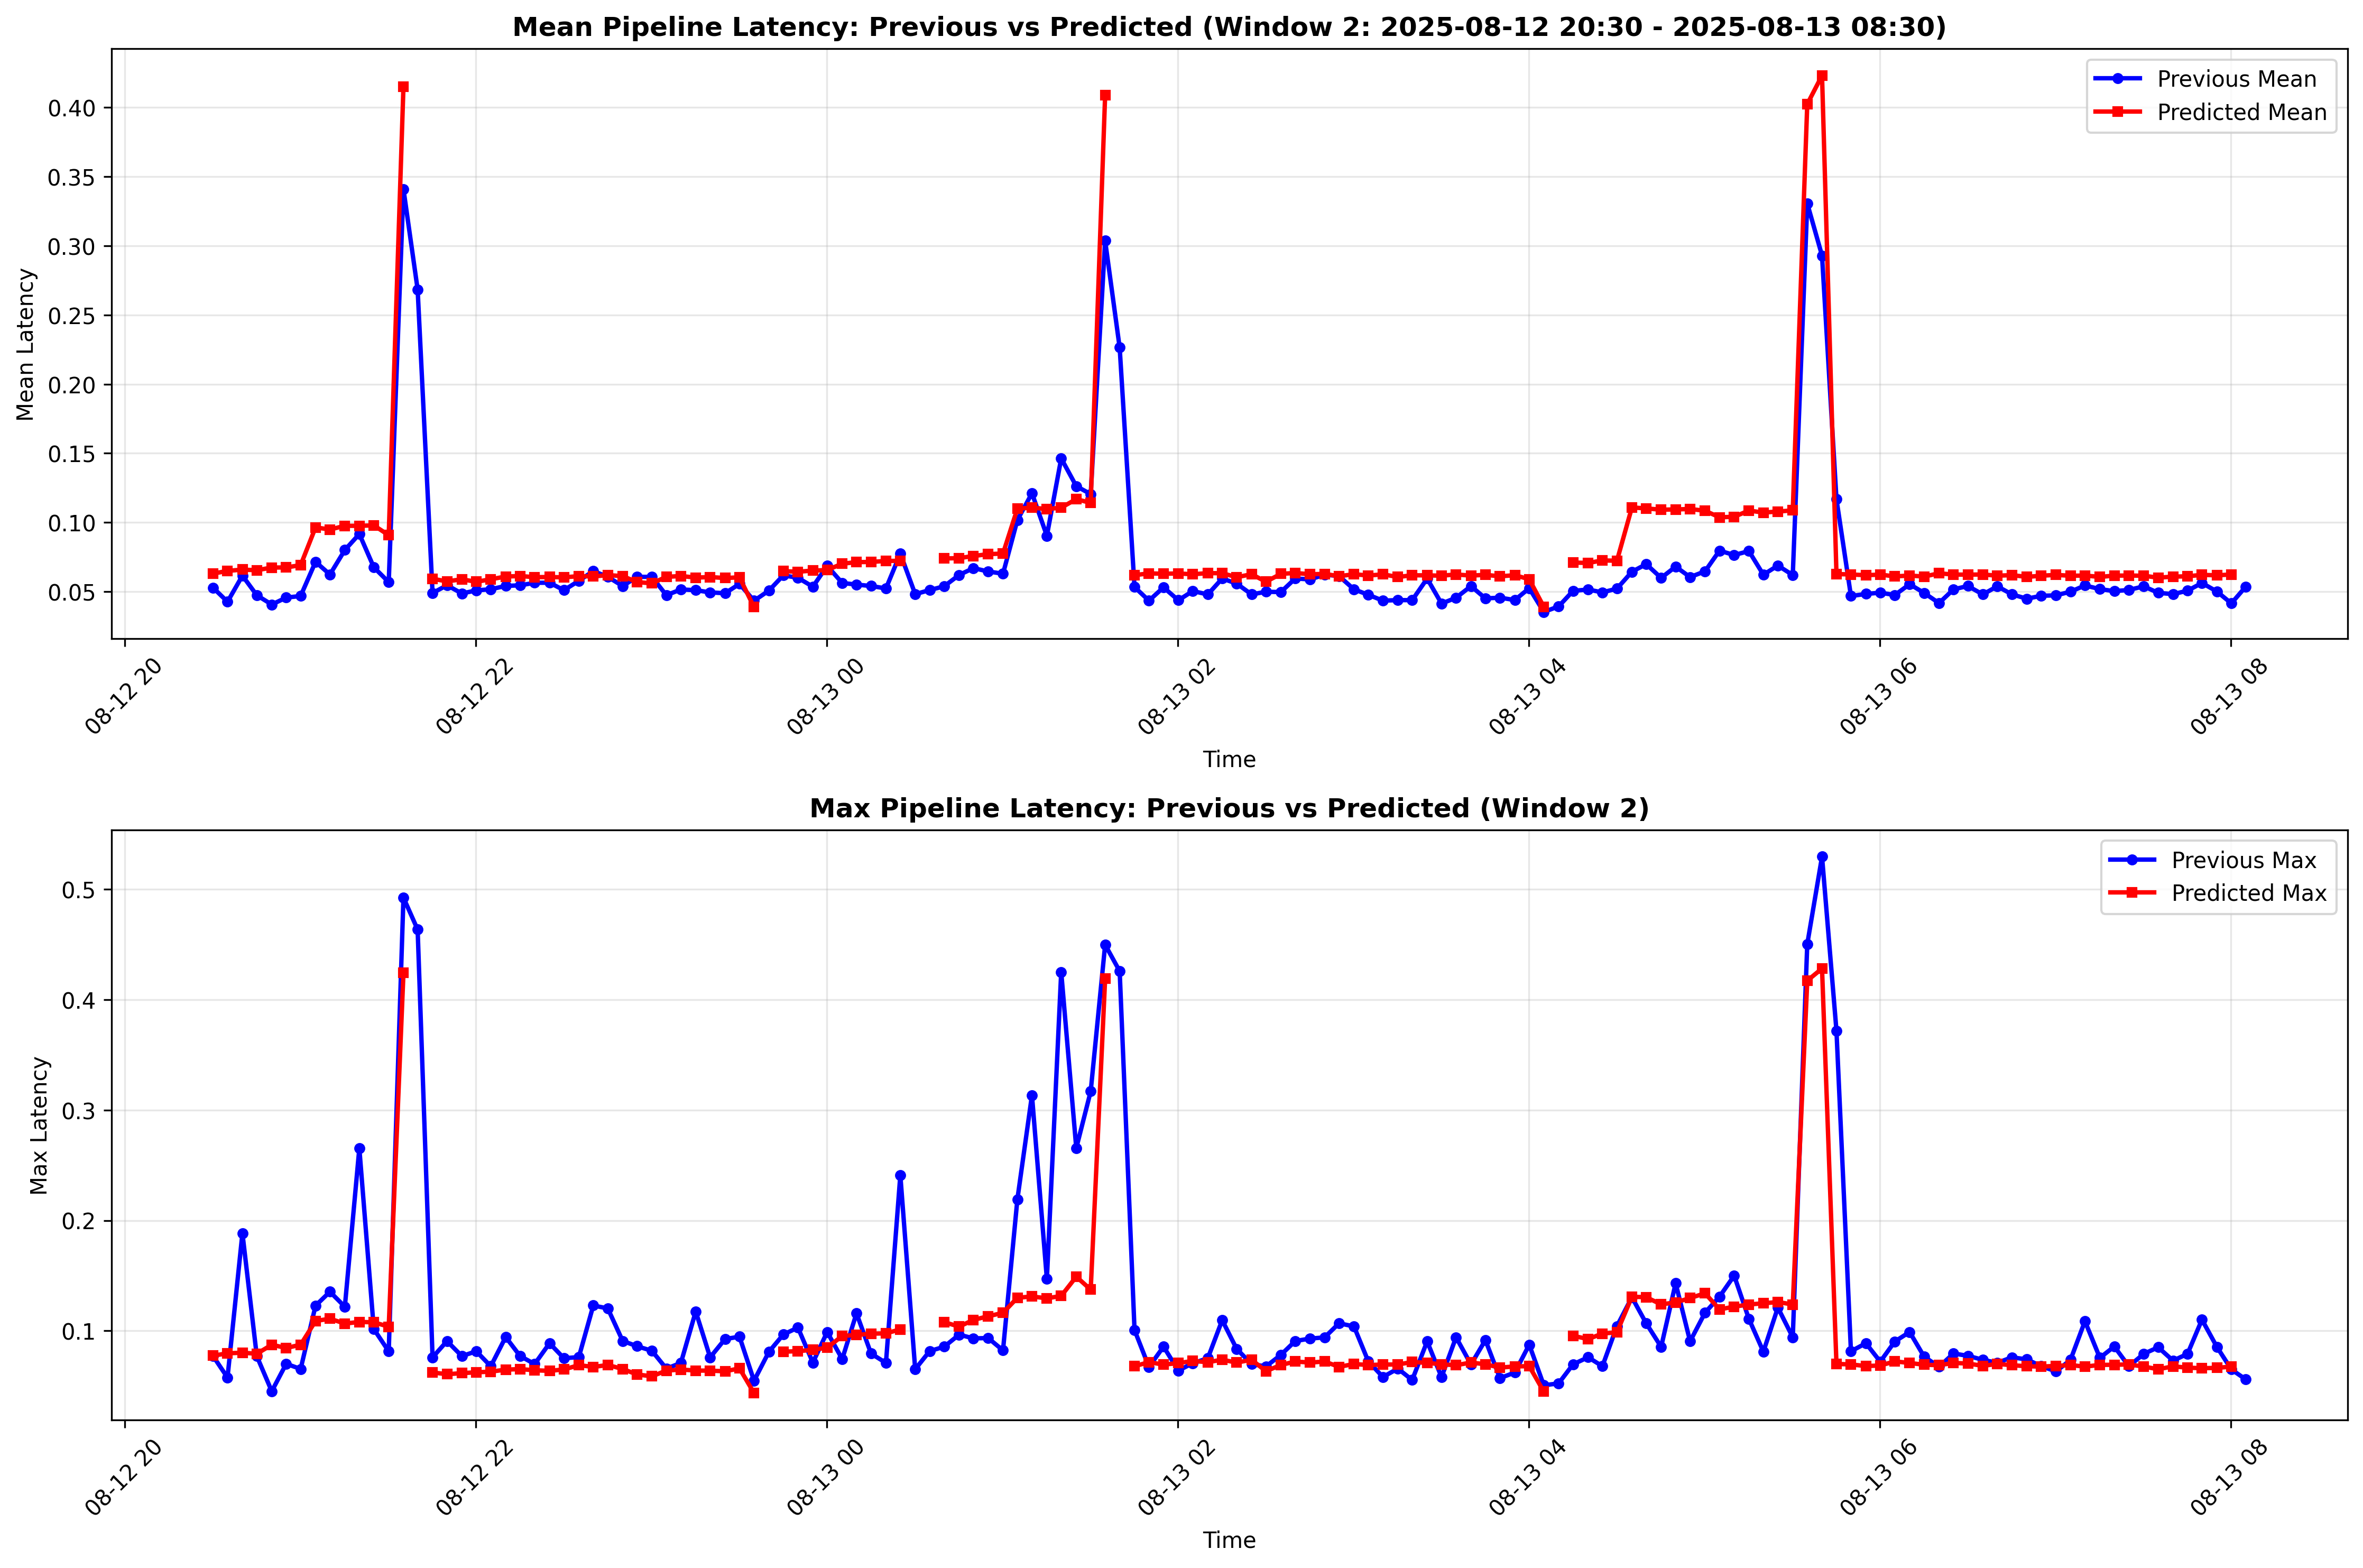 Mean Pipeline Latency: Previous vs Predicted (Window 2: 2025-08-12 20:30 - 2025-08-13 08:30)
Previous Mean
Predicted Mean
Mean Latency
0.40
0.35
0.30
0.25
0.20
0.15
0.10
0.05
08-12 20
08-12 22
08-13 00
08-13 02
08-13 04
08-13 06
08-13 08
Time
Max Pipeline Latency: Previous vs Predicted (Window 2)
Previous Max
Predicted Max
Max Latency
0.5
0.4
0.3
0.2
0.1
08-12 20
08-12 22
08-13 00
08-13 02
08-13 04
08-13 06
08-13 08
Time